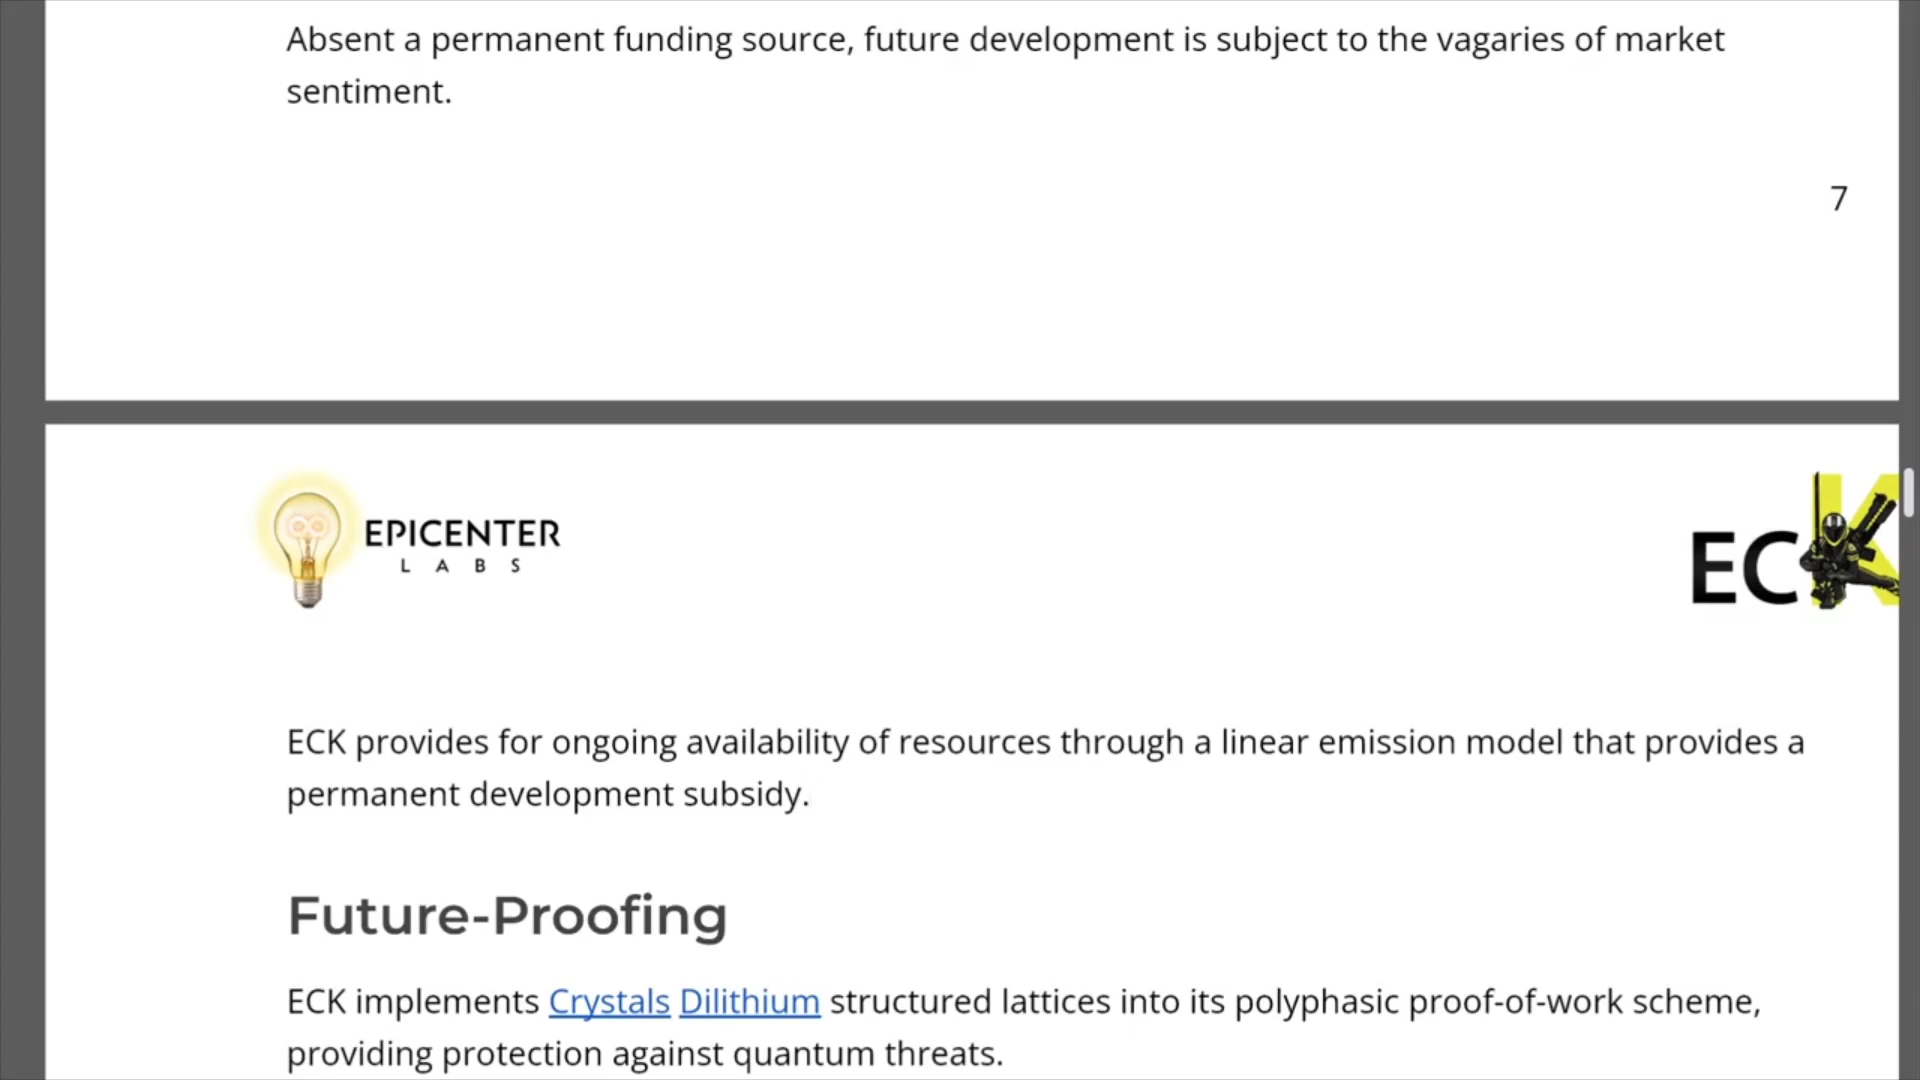 Absent a permanent funding source, future development is subject to the vagaries of market
sentiment.
7
EPICENTER
LABS
ECK
ECK provides for ongoing availability of resources through a linear emission model that provides a
permanent development subsidy.
Future-Proofing
ECK implements Crystals Dilithium structured lattices into its polyphasic proof-of-work scheme,
providing protection against quantum threats.